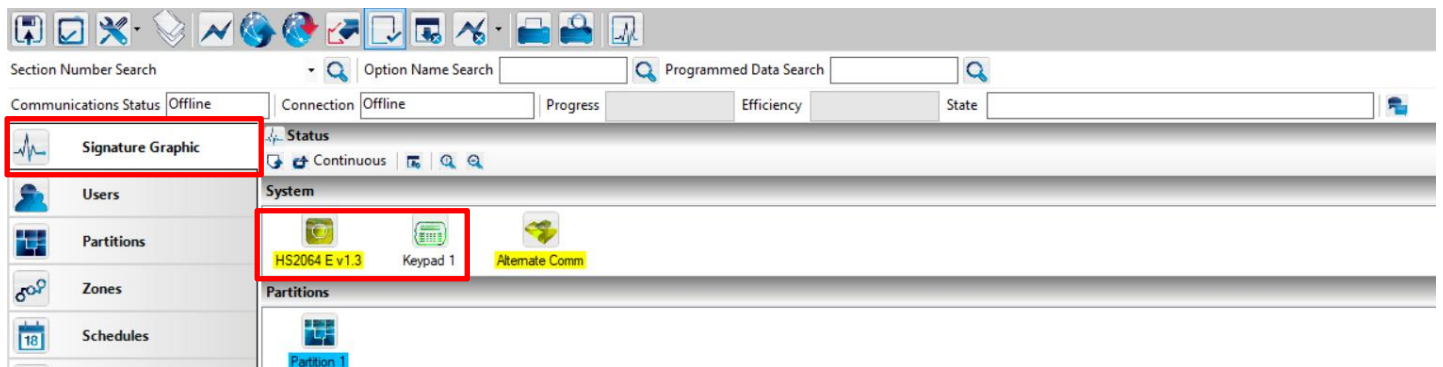 Section Number Search Option Name Search Programmed Data Search
Communications Status Offline Connection Offline Progress Efficiency State
Signature Graphic
Users
Partitions
Zones
18
Schedules
Status
Continuous
System
HS2064 E v1.3 Keypad 1 Alternate Comm
Partitions
Partition 1